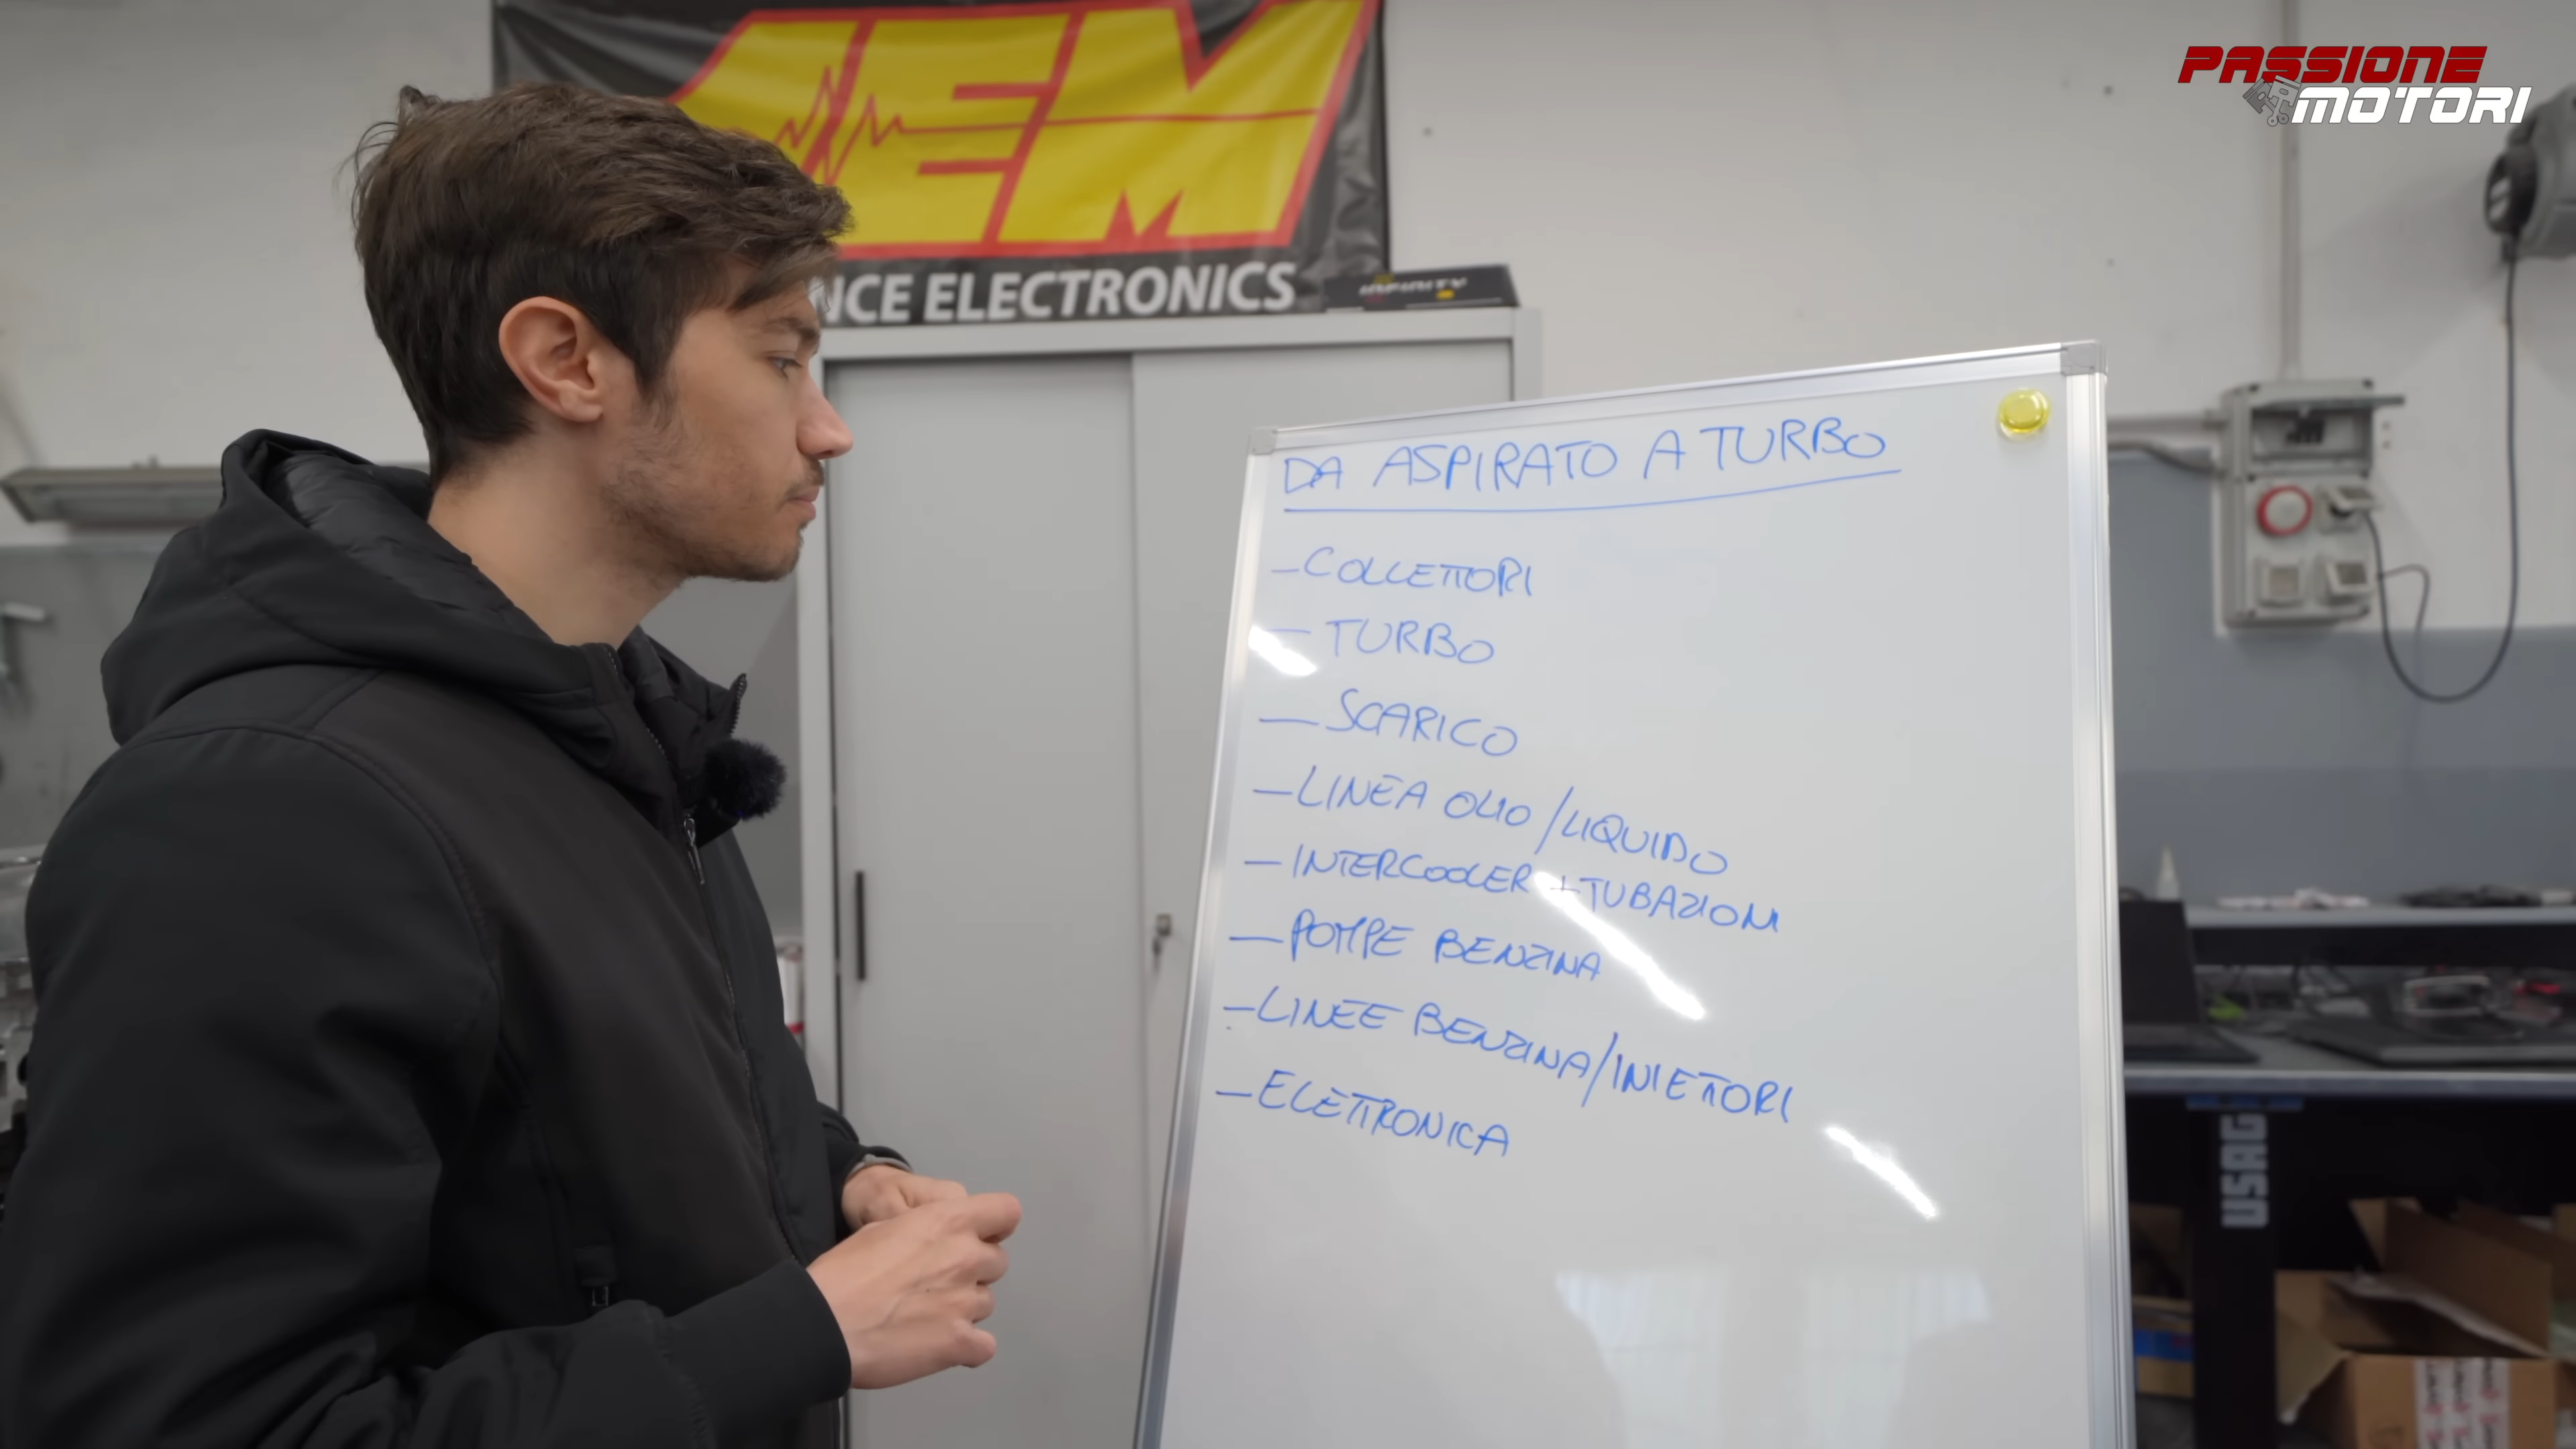 PASSIONE
MOTORI
AEM
NCE ELECTRONICS
INFINITY
DA ASPIRATO A TURBO
- COLLETTORI
- TURBO
- SCARICO
- LINEA OLIO / LIQUIDO
- INTERCOOLER + TUBAZIONI
- POMPE BENZINA
- LINEE BENZINA / INIETTORI
- ELETTRONICA
USAG